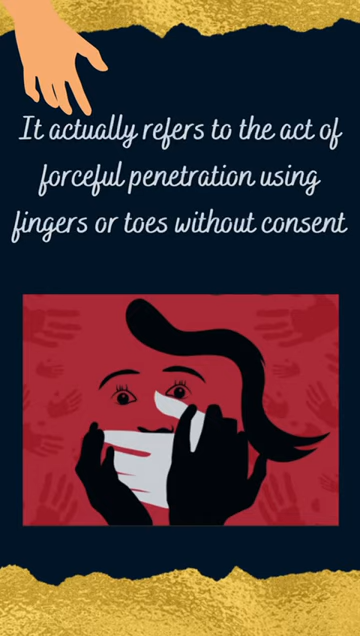 It actually refers to the act of
forceful penetration using
fingers or toes without consent